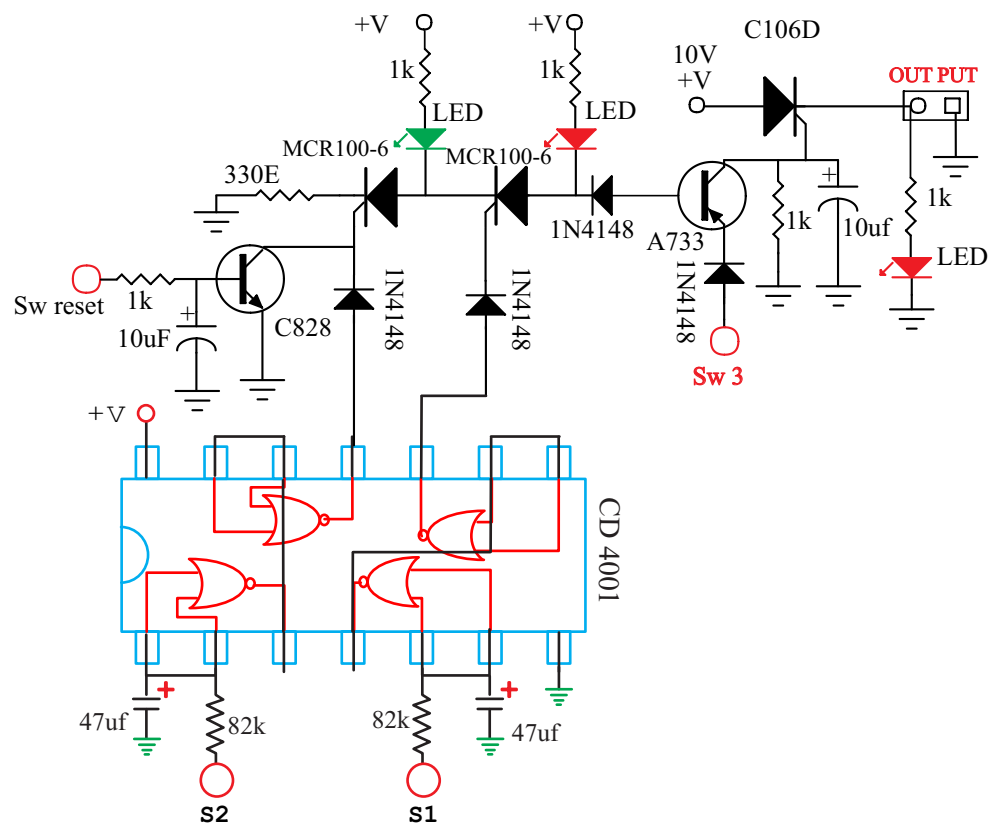 +V
+V
C106D
10V
+V
OUT PUT
1k
1k
LED
LED
MCR100-6
MCR100-6
330E
1N4148
A733
1k
10uf
+
1k
LED
Sw reset
1k
+
10uF
C828
1N4148
1N4148
1N4148
Sw 3
+V
CD 4001
47uf
+
82k
82k
+
47uf
S2
S1